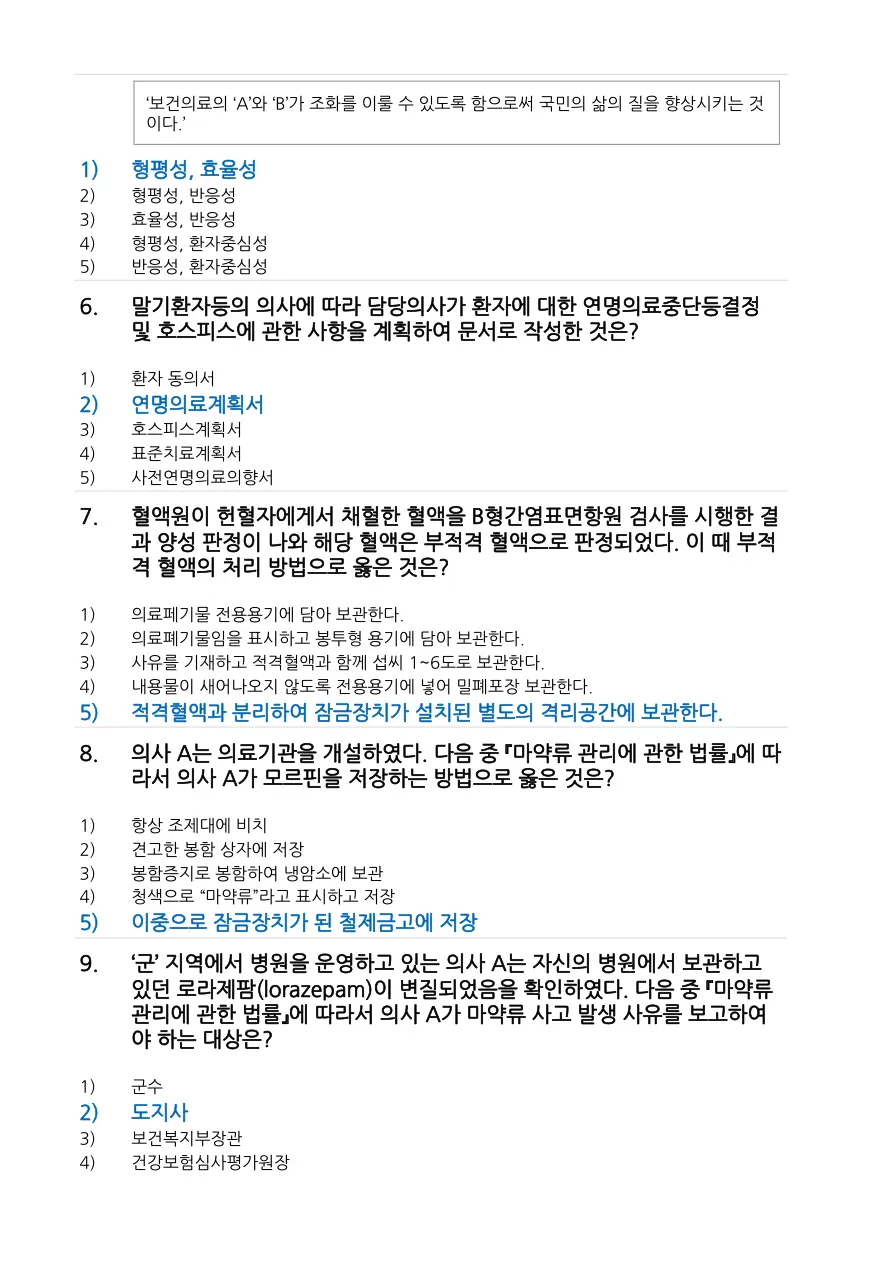 ‘보건의료의 ‘A’와 ‘B’가 조화를 이룰 수 있도록 함으로써 국민의 삶의 질을 향상시키는 것
이다.’
1) 형평성, 효율성
2) 형평성, 반응성
3) 효율성, 반응성
4) 형평성, 환자중심성
5) 반응성, 환자중심성
6. 말기환자등의 의사에 따라 담당의사가 환자에 대한 연명의료중단등결정
및 호스피스에 관한 사항을 계획하여 문서로 작성한 것은?
1) 환자 동의서
2) 연명의료계획서
3) 호스피스계획서
4) 표준치료계획서
5) 사전연명의료의향서
7. 혈액원이 헌혈자에게서 채혈한 혈액을 B형간염표면항원 검사를 시행한 결
과 양성 판정이 나와 해당 혈액은 부적격 혈액으로 판정되었다. 이 때 부적
격 혈액의 처리 방법으로 옳은 것은?
1) 의료페기물 전용용기에 담아 보관한다.
2) 의료폐기물임을 표시하고 봉투형 용기에 담아 보관한다.
3) 사유를 기재하고 적격혈액과 함께 섭씨 1~6도로 보관한다.
4) 내용물이 새어나오지 않도록 전용용기에 넣어 밀폐포장 보관한다.
5) 적격혈액과 분리하여 잠금장치가 설치된 별도의 격리공간에 보관한다.
8. 의사 A는 의료기관을 개설하였다. 다음 중 『마약류 관리에 관한 법률』에 따
라서 의사 A가 모르핀을 저장하는 방법으로 옳은 것은?
1) 항상 조제대에 비치
2) 견고한 봉함 상자에 저장
3) 봉함증지로 봉함하여 냉암소에 보관
4) 청색으로 “마약류”라고 표시하고 저장
5) 이중으로 잠금장치가 된 철제금고에 저장
9. ‘군’ 지역에서 병원을 운영하고 있는 의사 A는 자신의 병원에서 보관하고
있던 로라제팜(lorazepam)이 변질되었음을 확인하였다. 다음 중 『마약류
관리에 관한 법률』에 따라서 의사 A가 마약류 사고 발생 사유를 보고하여
야 하는 대상은?
1) 군수
2) 도지사
3) 보건복지부장관
4) 건강보험심사평가원장